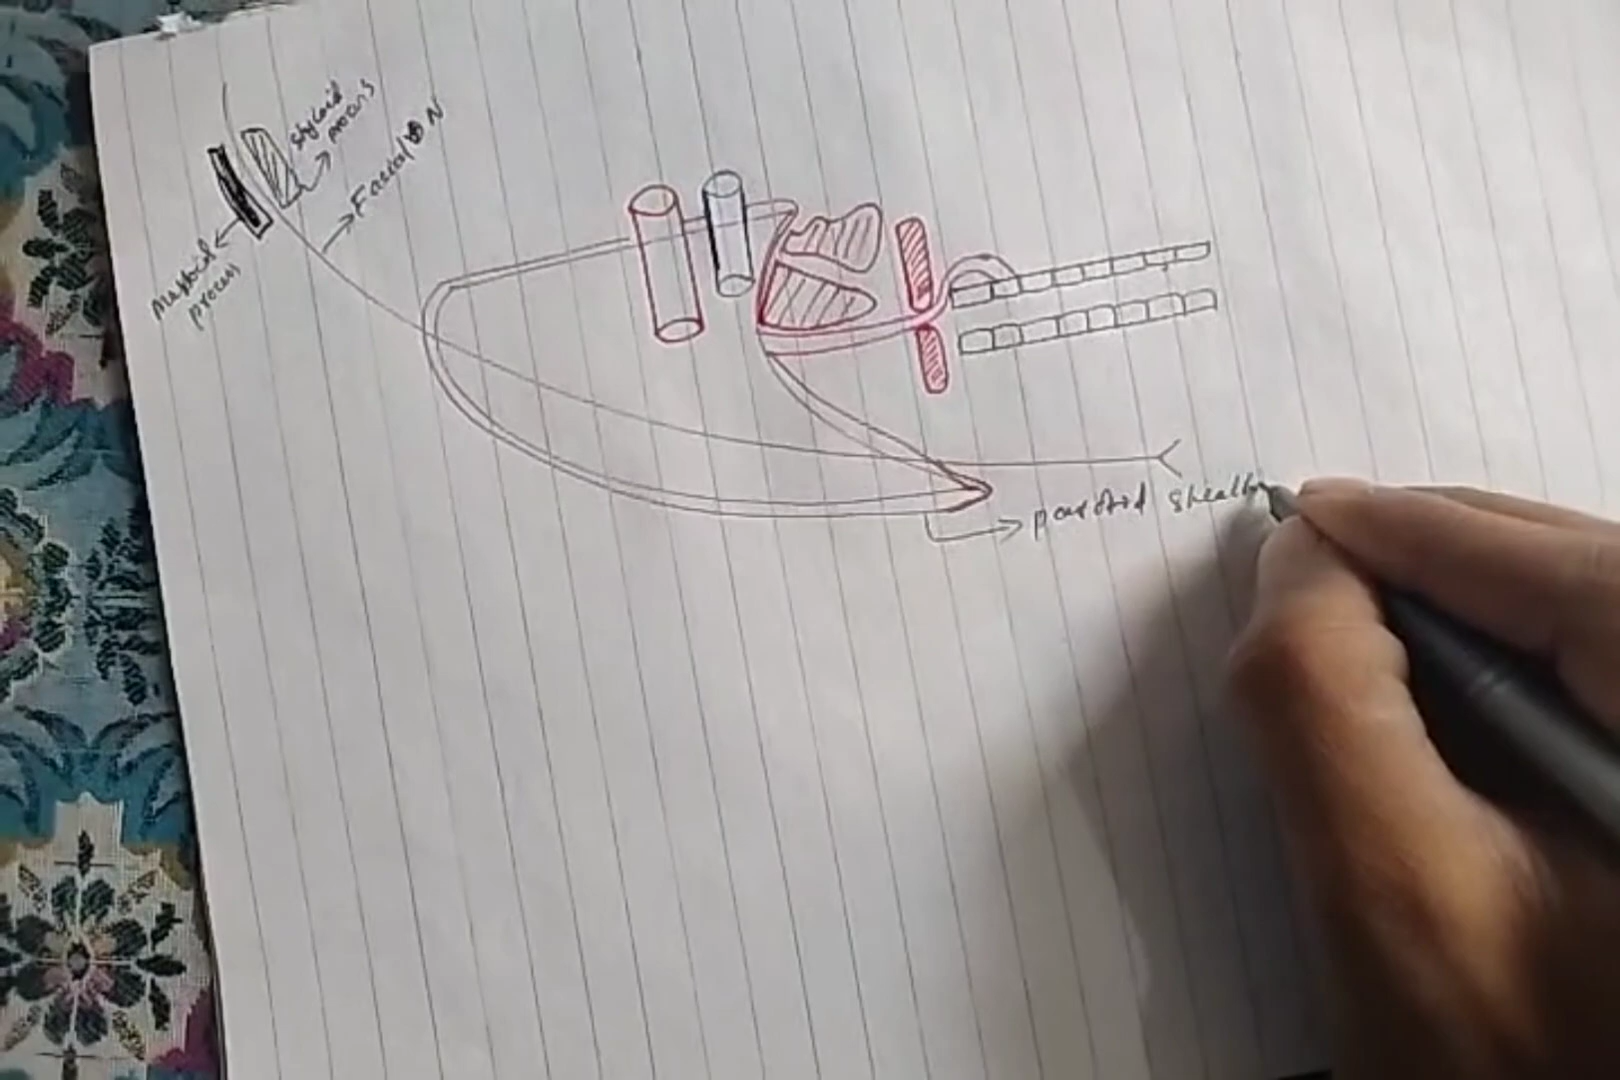 styloid
process
Facial N
Mastoid
process
parotid sheath